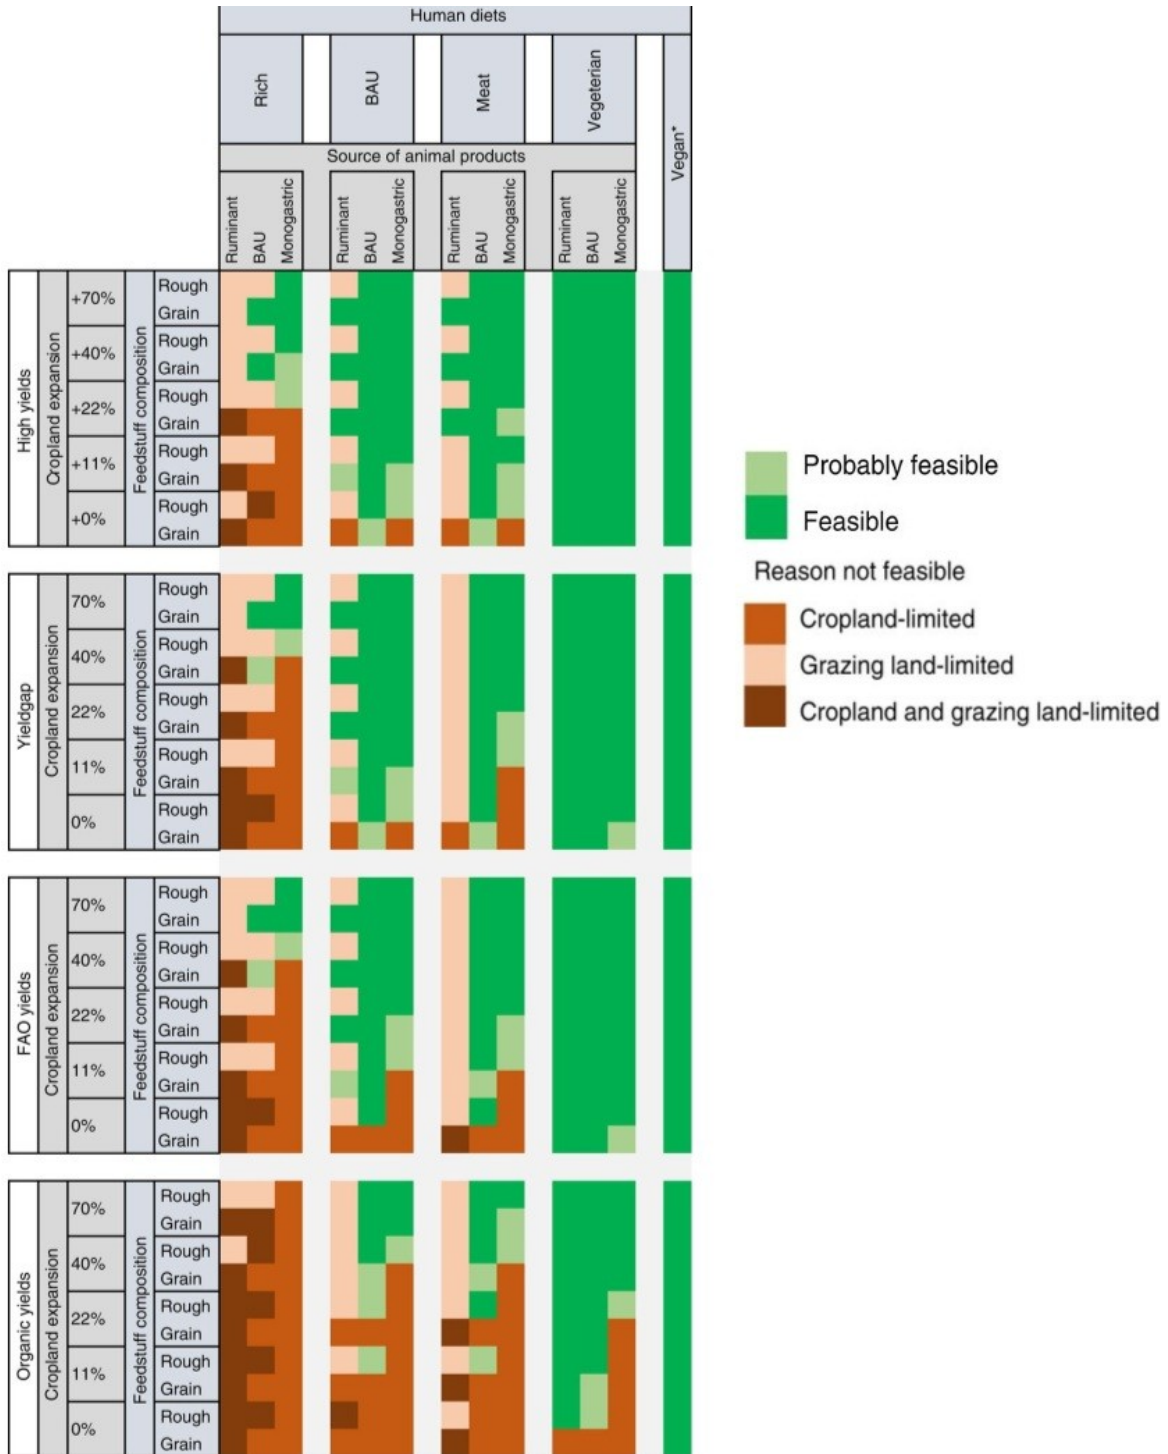 Human diets
Rich BAU Meat Vegeterian Vegan*
Source of animal products
Ruminant BAU Monogastric Ruminant BAU Monogastric Ruminant BAU Monogastric Ruminant BAU Monogastric
High yields
Cropland expansion
Feedstuff composition
+70% Rough
Grain
+40% Rough
Grain
+22% Rough
Grain
+11% Rough
Grain
+0% Rough
Grain
Yieldgap
Cropland expansion
Feedstuff composition
70% Rough
Grain
40% Rough
Grain
22% Rough
Grain
11% Rough
Grain
0% Rough
Grain
FAO yields
Cropland expansion
Feedstuff composition
70% Rough
Grain
40% Rough
Grain
22% Rough
Grain
11% Rough
Grain
0% Rough
Grain
Organic yields
Cropland expansion
Feedstuff composition
70% Rough
Grain
40% Rough
Grain
22% Rough
Grain
11% Rough
Grain
0% Rough
Grain
Probably feasible
Feasible
Reason not feasible
Cropland-limited
Grazing land-limited
Cropland and grazing land-limited